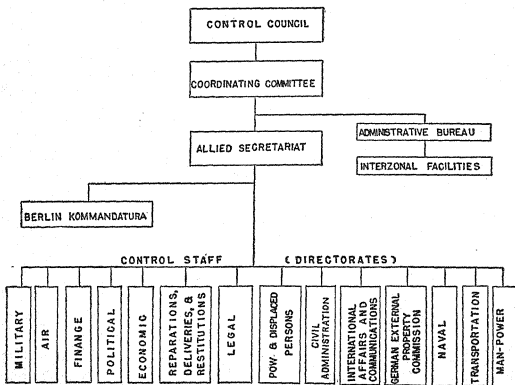 CONTROL COUNCIL
COORDINATING COMMITTEE
ALLIED SECRETARIAT
ADMINISTRATIVE BUREAU
INTERZONAL FACILITIES
BERLIN KOMMANDATURA
CONTROL STAFF (DIRECTORATES)
MILITARY
AIR
FINANCE
POLITICAL
ECONOMIC
REPARATIONS,
DELIVERIES, &
RESTITUTIONS
LEGAL
POW. & DISPLACED
PERSONS
CIVIL
ADMINISTRATION
INTERNATIONAL
AFFAIRS AND
COMMUNICATIONS
GERMAN EXTERNAL
PROPERTY
COMMISSION
NAVAL
TRANSPORTATION
MAN-POWER